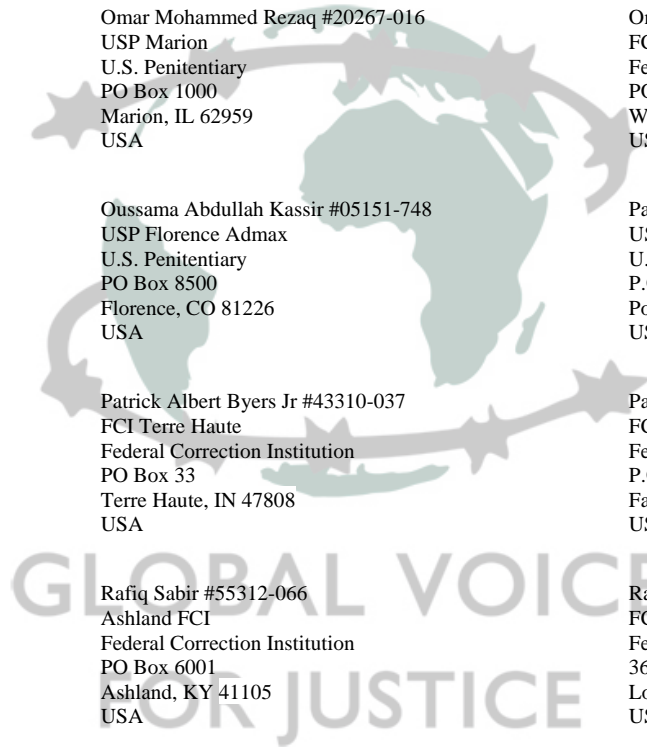 Omar Mohammed Rezaq #20267-016
USP Marion
U.S. Penitentiary
PO Box 1000
Marion, IL 62959
USA
Oussama Abdullah Kassir #05151-748
USP Florence Admax
U.S. Penitentiary
PO Box 8500
Florence, CO 81226
USA
Patrick Albert Byers Jr #43310-037
FCI Terre Haute
Federal Correction Institution
PO Box 33
Terre Haute, IN 47808
USA
Rafiq Sabir #55312-066
Ashland FCI
Federal Correction Institution
PO Box 6001
Ashland, KY 41105
USA
GLOBAL VOICE
FOR JUSTICE